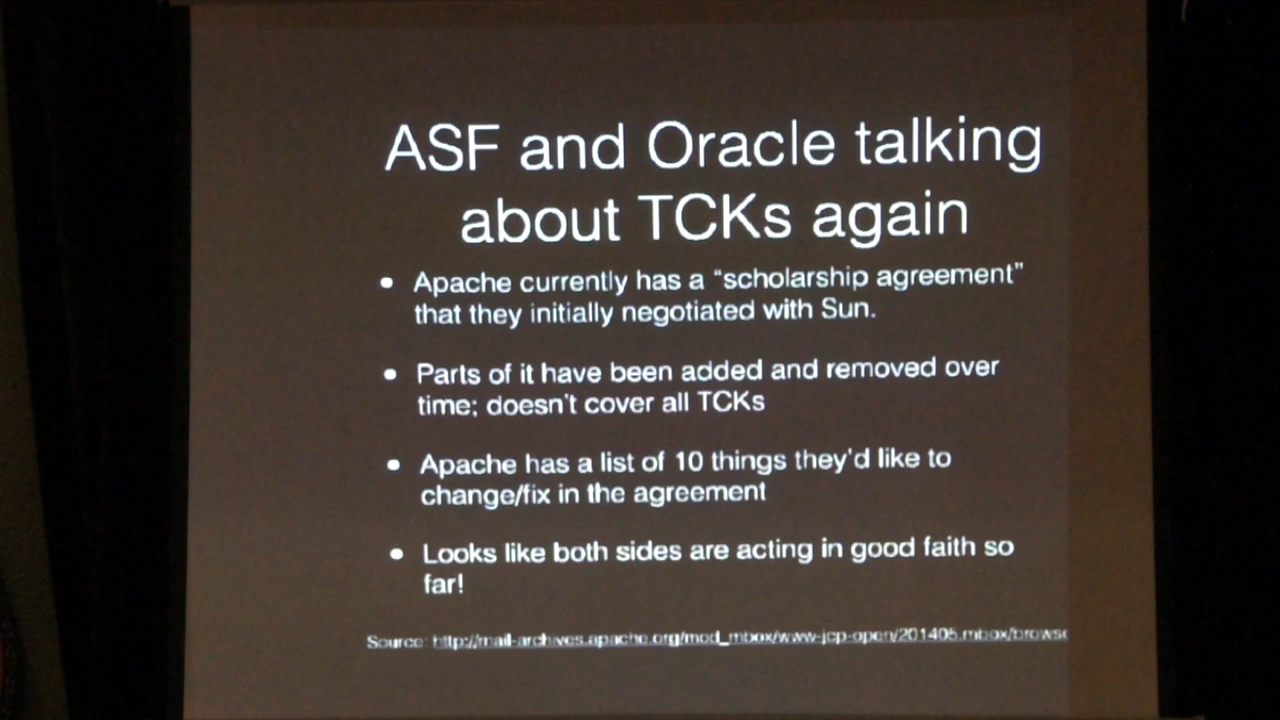 ASF and Oracle talking
about TCKs again
• Apache currently has a “scholarship agreement”
that they initially negotiated with Sun.
• Parts of it have been added and removed over
time; doesn't cover all TCKs
• Apache has a list of 10 things they'd like to
change/fix in the agreement
• Looks like both sides are acting in good faith so
far!
Source: http://mail-archives.apache.org/mod_mbox/www-jcp-open/201405.mbox/browse